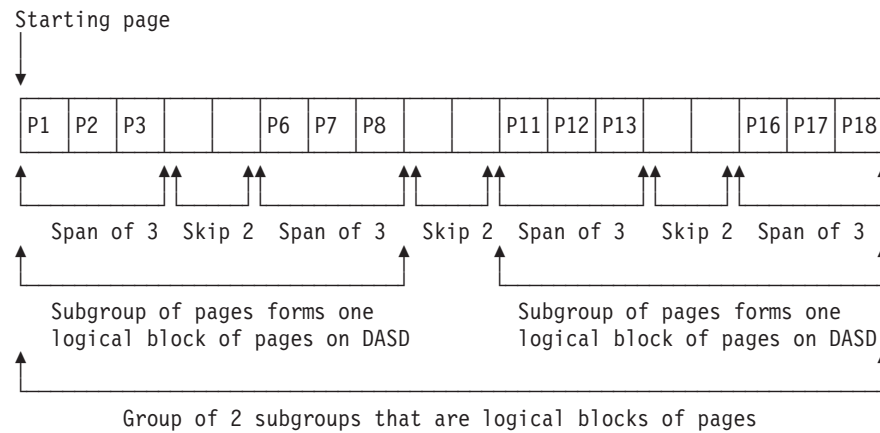 Starting page
P1 P2 P3 P6 P7 P8 P11 P12 P13 P16 P17 P18
Span of 3 Skip 2 Span of 3 Skip 2 Span of 3 Skip 2 Span of 3
Subgroup of pages forms one Subgroup of pages forms one
logical block of pages on DASD logical block of pages on DASD
Group of 2 subgroups that are logical blocks of pages